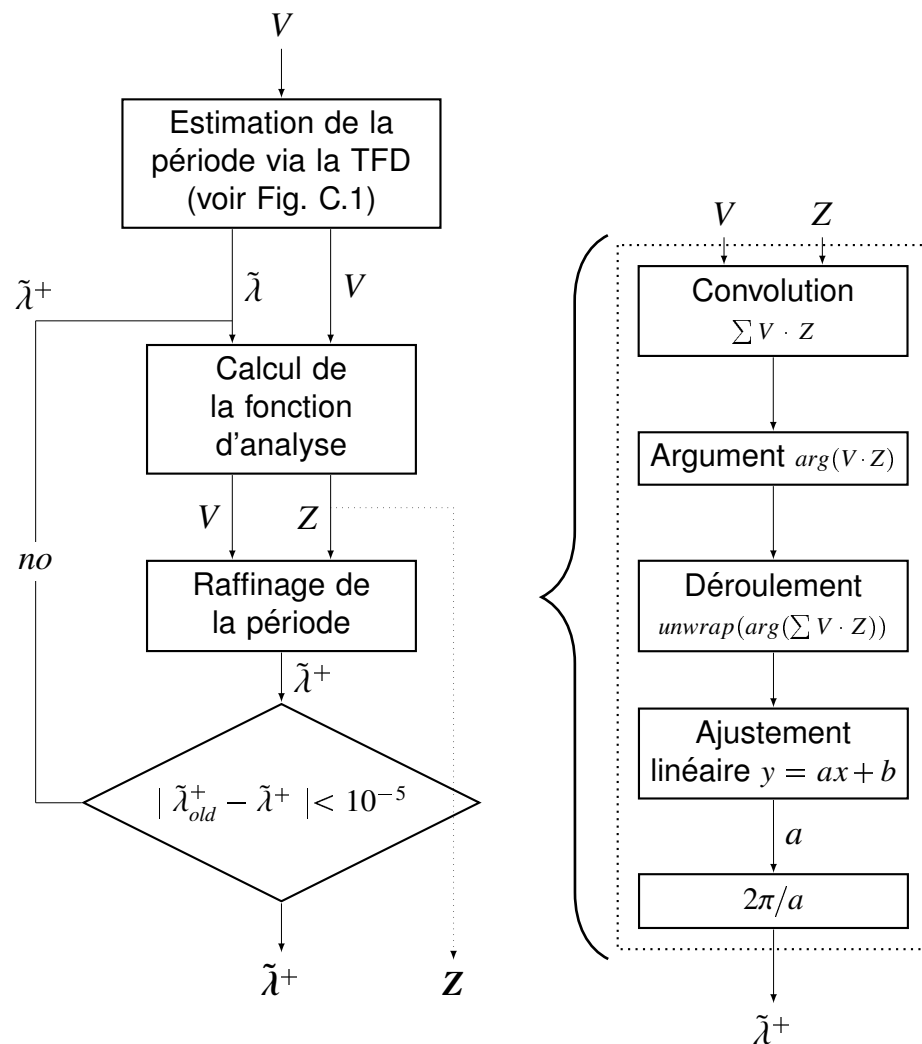 V
Estimation de la
période via la TFD
(voir Fig. C.1)
λ̃⁺
λ̃
V
Calcul de
la fonction
d'analyse
V
Z
no
Raffinage de
la période
λ̃⁺
| λ̃⁺_old − λ̃⁺ |< 10⁻⁵
λ̃⁺
Z
V
Z
Convolution
∑ V · Z
Argument arg(V · Z)
Déroulement
unwrap(arg(∑ V · Z))
Ajustement
linéaire y = ax + b
a
2π/a
λ̃⁺